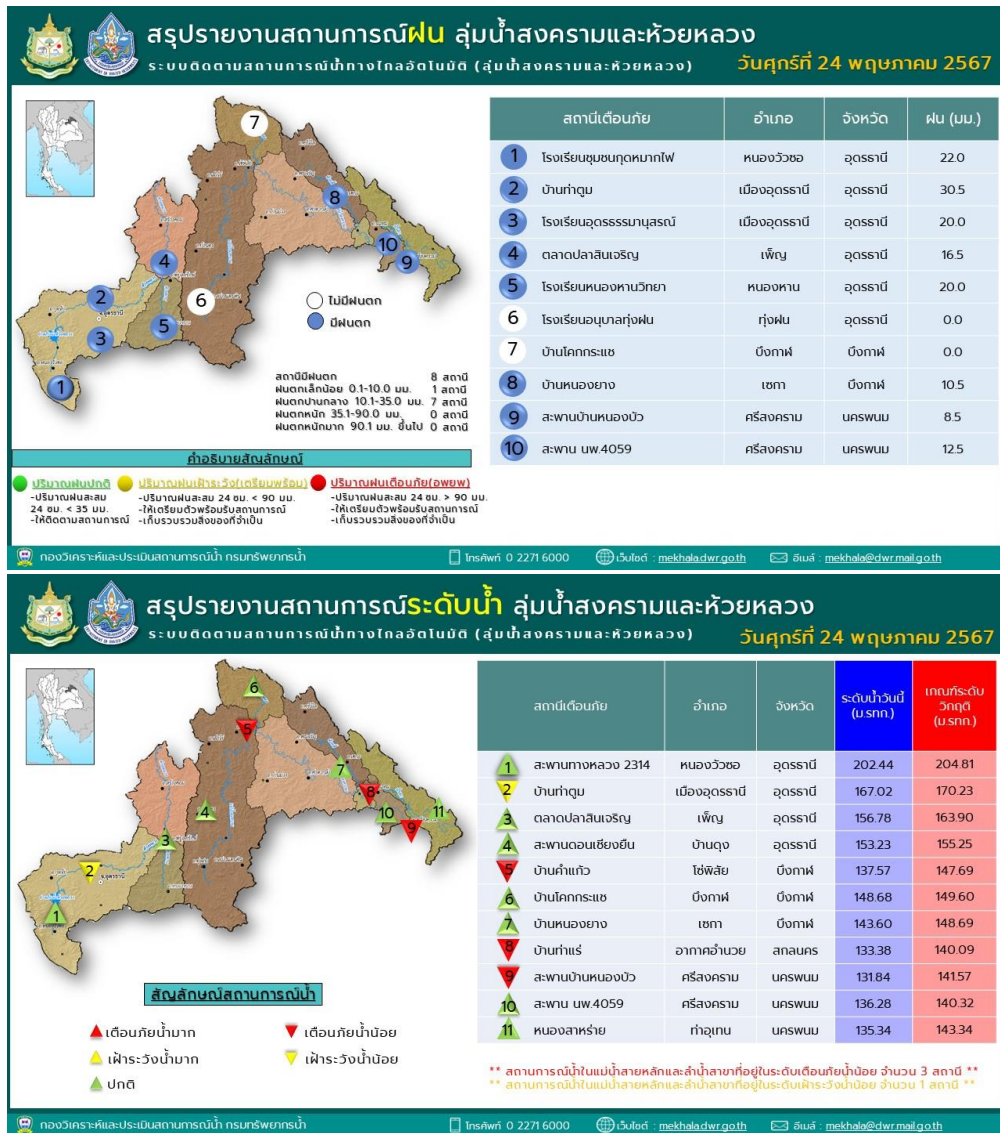 สรุปรายงานสถานการณ์ฝน ลุ่มน้ำสงครามและห้วยหลวง
ระบบติดตามสถานการณ์น้ำทางไกลอัตโนมัติ (ลุ่มน้ำสงครามและห้วยหลวง)
วันศุกร์ที่ 24 พฤษภาคม 2567
7
8
10
9
4
6
2
5
3
1
ไม่มีฝนตก
มีฝนตก
สถานีมีฝนตก 8 สถานี
ฝนตกเล็กน้อย 0.1-10.0 มม. 1 สถานี
ฝนตกปานกลาง 10.1-35.0 มม. 7 สถานี
ฝนตกหนัก 35.1-90.0 มม. 0 สถานี
ฝนตกหนักมาก 90.1 มม. ขึ้นไป 0 สถานี
คำอธิบายสัญลักษณ์
ปริมาณฝนปกติ
-ปริมาณฝนสะสม
24 ชม. < 35 มม.
-ให้ติดตามสถานการณ์
ปริมาณฝนเฝ้าระวัง(เตรียมพร้อม)
-ปริมาณฝนสะสม 24 ชม. < 90 มม.
-ให้เตรียมตัวพร้อมรับสถานการณ์
-เก็บรวบรวมสิ่งของที่จำเป็น
ปริมาณฝนเตือนภัย(อพยพ)
-ปริมาณฝนสะสม 24 ชม. > 90 มม.
-ให้เตรียมตัวพร้อมรับสถานการณ์
-เก็บรวบรวมสิ่งของที่จำเป็น
สถานีเตือนภัย อำเภอ จังหวัด ฝน (มม.)
1 โรงเรียนชุมชนกุดหมากไฟ หนองวัวซอ อุดรธานี 22.0
2 บ้านท่าตูม เมืองอุดรธานี อุดรธานี 30.5
3 โรงเรียนอุดรธรรมานุสรณ์ เมืองอุดรธานี อุดรธานี 20.0
4 ตลาดปลาสินเจริญ เพ็ญ อุดรธานี 16.5
5 โรงเรียนหนองหานวิทยา หนองหาน อุดรธานี 20.0
6 โรงเรียนอนุบาลทุ่งฝน ทุ่งฝน อุดรธานี 0.0
7 บ้านโคกกระแซ บึงกาฬ บึงกาฬ 0.0
8 บ้านหนองยาง เซกา บึงกาฬ 10.5
9 สะพานบ้านหนองบัว ศรีสงคราม นครพนม 8.5
10 สะพาน นพ.4059 ศรีสงคราม นครพนม 12.5
กองวิเคราะห์และประเมินสถานการณ์น้ำ กรมทรัพยากรน้ำ โทรศัพท์ 0 2271 6000 เว็บไซต์ : mekhala.dwr.go.th อีเมล์ : mekhala@dwr.mail.go.th
สรุปรายงานสถานการณ์ระดับน้ำ ลุ่มน้ำสงครามและห้วยหลวง
ระบบติดตามสถานการณ์น้ำทางไกลอัตโนมัติ (ลุ่มน้ำสงครามและห้วยหลวง)
วันศุกร์ที่ 24 พฤษภาคม 2567
6
5
7
8
4
10
11
9
3
2
1
สัญลักษณ์สถานการณ์น้ำ
เตือนภัยน้ำมาก
เตือนภัยน้ำน้อย
เฝ้าระวังน้ำมาก
เฝ้าระวังน้ำน้อย
ปกติ
สถานีเตือนภัย อำเภอ จังหวัด ระดับน้ำวันนี้ (ม.รทก.) เกณฑ์ระดับวิกฤติ (ม.รทก.)
1 สะพานทางหลวง 2314 หนองวัวซอ อุดรธานี 202.44 204.81
2 บ้านท่าตูม เมืองอุดรธานี อุดรธานี 167.02 170.23
3 ตลาดปลาสินเจริญ เพ็ญ อุดรธานี 156.78 163.90
4 สะพานดอนเชียงยืน บ้านดุง อุดรธานี 153.23 155.25
5 บ้านคำแก้ว โซ่พิสัย บึงกาฬ 137.57 147.69
6 บ้านโคกกระแซ บึงกาฬ บึงกาฬ 148.68 149.60
7 บ้านหนองยาง เซกา บึงกาฬ 143.60 148.69
8 บ้านท่าแร่ อากาศอำนวย สกลนคร 133.38 140.09
9 สะพานบ้านหนองบัว ศรีสงคราม นครพนม 131.84 141.57
10 สะพาน นพ.4059 ศรีสงคราม นครพนม 136.28 140.32
11 หนองสาหร่าย ท่าอุเทน นครพนม 135.34 143.34
** สถานการณ์น้ำในแม่น้ำสายหลักและลำน้ำสาขาที่อยู่ในระดับเตือนภัยน้ำน้อย จำนวน 3 สถานี **
** สถานการณ์น้ำในแม่น้ำสายหลักและลำน้ำสาขาที่อยู่ในระดับเฝ้าระวังน้ำน้อย จำนวน 1 สถานี **
กองวิเคราะห์และประเมินสถานการณ์น้ำ กรมทรัพยากรน้ำ โทรศัพท์ 0 2271 6000 เว็บไซต์ : mekhala.dwr.go.th อีเมล์ : mekhala@dwr.mail.go.th